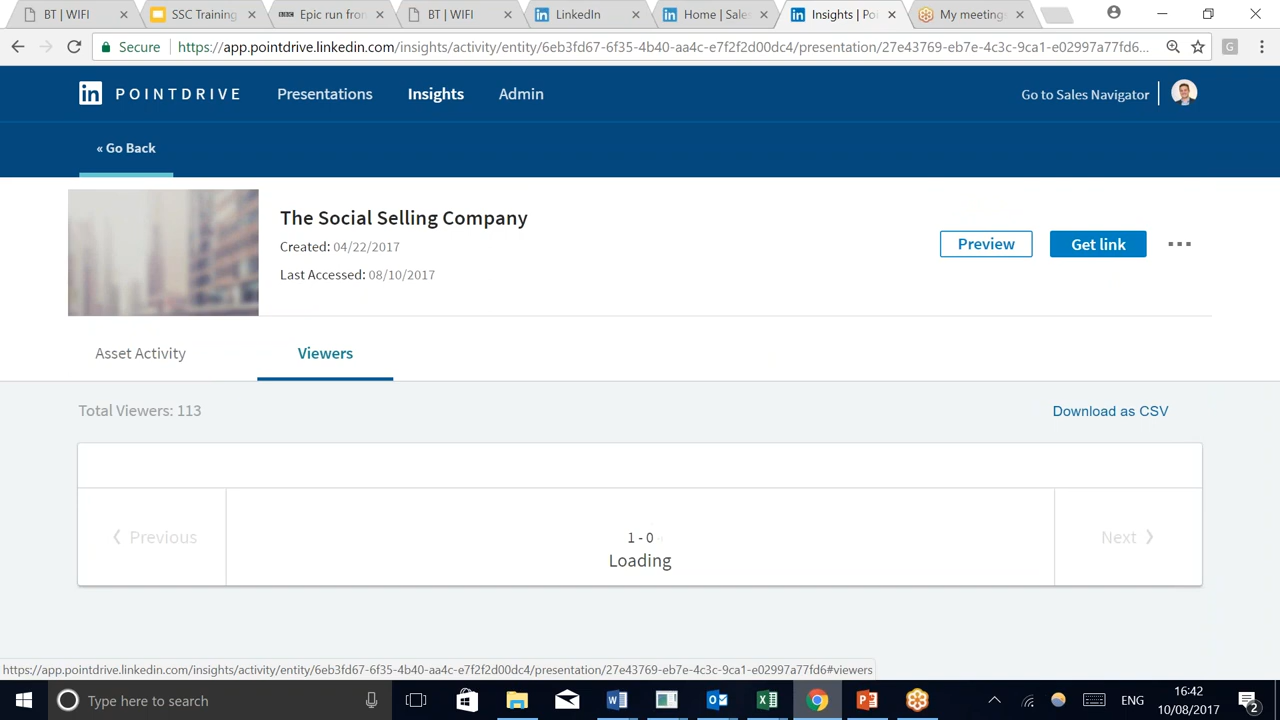 BT | WIFI
SSC Training
Epic run from
BT | WIFI
LinkedIn
Home | Sales
Insights | Poi
My meeting
Secure
https://app.pointdrive.linkedin.com/insights/activity/entity/6eb3fd67-6f35-4b40-aa4c-e7f2f2d00dc4/presentation/27e43769-eb7e-4c3c-9ca1-e02997a77fd6...
in POINTDRIVE
Presentations
Insights
Admin
Go to Sales Navigator
« Go Back
The Social Selling Company
Created: 04/22/2017
Last Accessed: 08/10/2017
Preview
Get link
Asset Activity
Viewers
Total Viewers: 113
Download as CSV
Previous
1 - 0
Loading
Next
https://app.pointdrive.linkedin.com/insights/activity/entity/6eb3fd67-6f35-4b40-aa4c-e7f2f2d00dc4/presentation/27e43769-eb7e-4c3c-9ca1-e02997a77fd6#viewers
Type here to search
ENG
16:42
10/08/2017
2